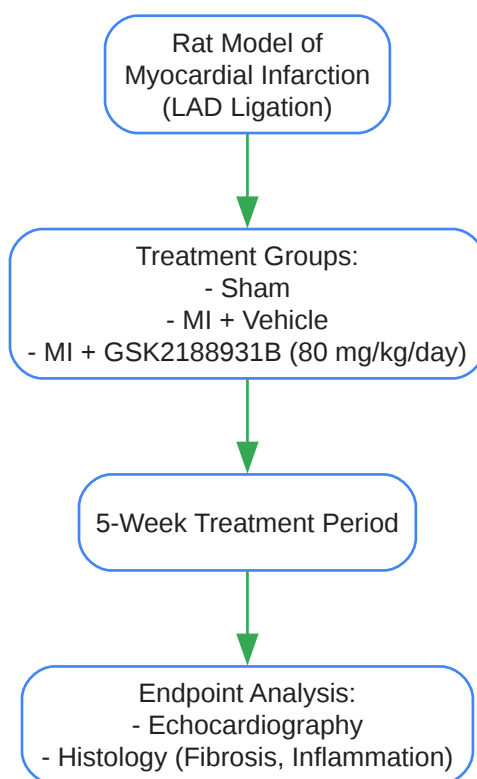 Rat Model of
Myocardial Infarction
(LAD Ligation)
Treatment Groups:
- Sham
- MI + Vehicle
- MI + GSK2188931B (80 mg/kg/day)
5-Week Treatment Period
Endpoint Analysis:
- Echocardiography
- Histology (Fibrosis, Inflammation)